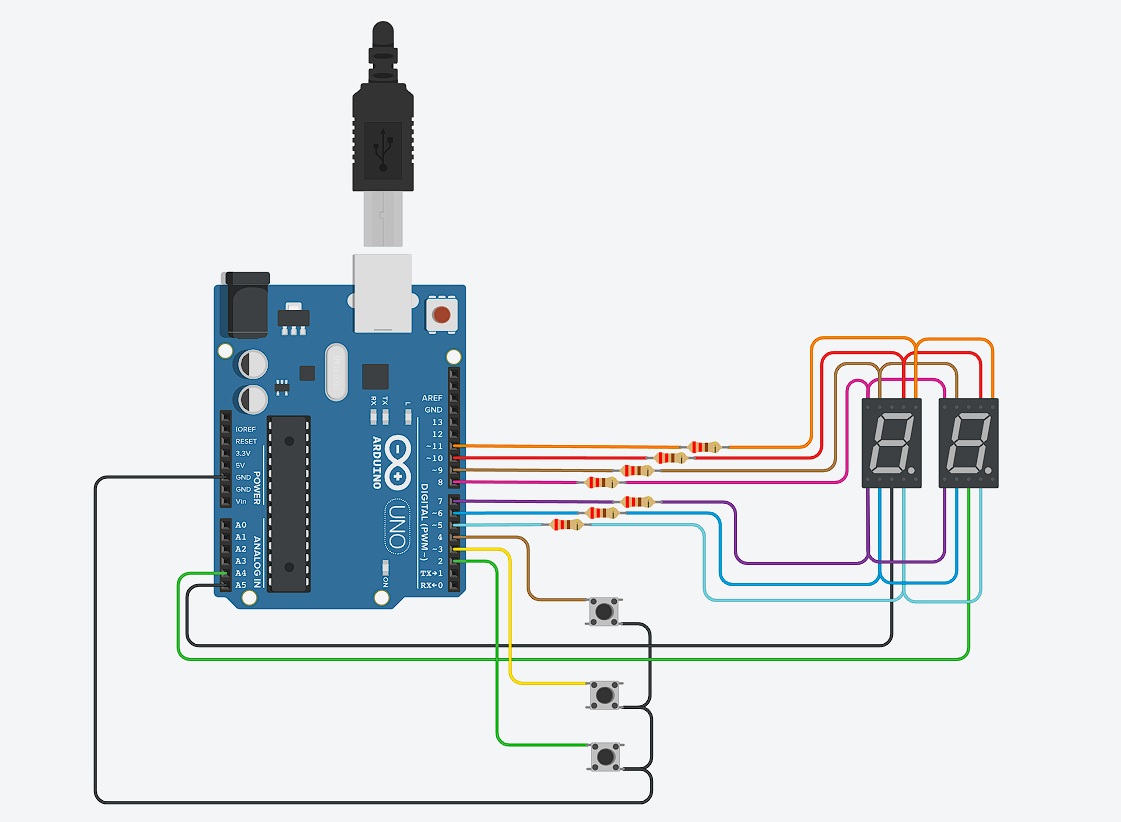 AREF
GND
13
12
~11
~10
~9
8
7
~6
~5
4
~3
2
TX→1
RX←0
DIGITAL (PWM~)
IOREF
RESET
3.3V
5V
GND
GND
Vin
POWER
A0
A1
A2
A3
A4
A5
ANALOG IN
RX
TX
L
ARDUINO
UNO
ON